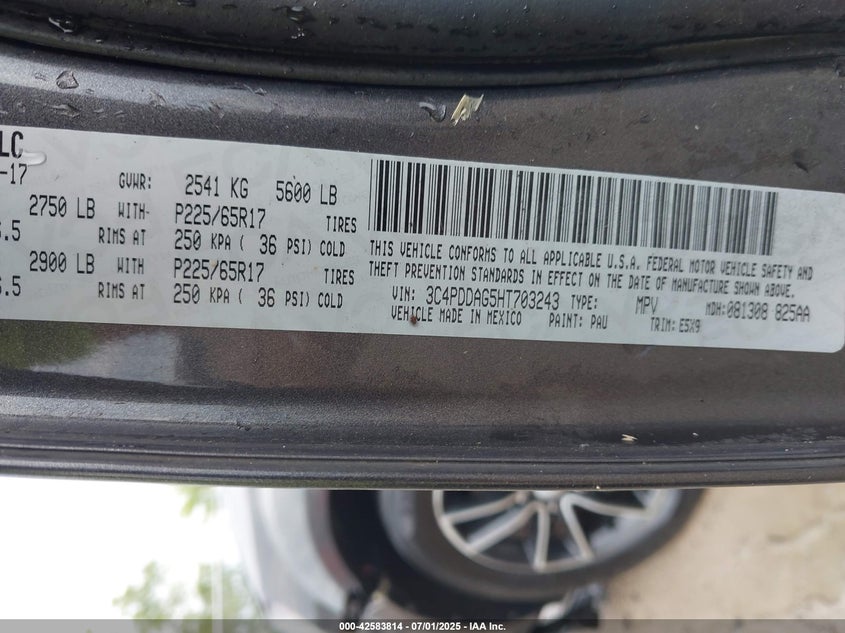 LC
-17 GVWR: 2541 KG 5600 LB
2750 LB WITH- P225/65R17 TIRES
.5 RIMS AT 250 KPA ( 36 PSI) COLD
2900 LB WITH P225/65R17 TIRES
.5 RIMS AT 250 KPA ( 36 PSI) COLD
THIS VEHICLE CONFORMS TO ALL APPLICABLE U.S.A. FEDERAL MOTOR VEHICLE SAFETY AND
THEFT PREVENTION STANDARDS IN EFFECT ON THE DATE OF MANUFACTURE SHOWN ABOVE.
VIN: 3C4PDDAG5HT703243 TYPE: MPV MDH: 081308 825AA
VEHICLE MADE IN MEXICO PAINT: PAU TRIM: E5X9
000-42583814 - 07/01/2025 - IAA Inc.